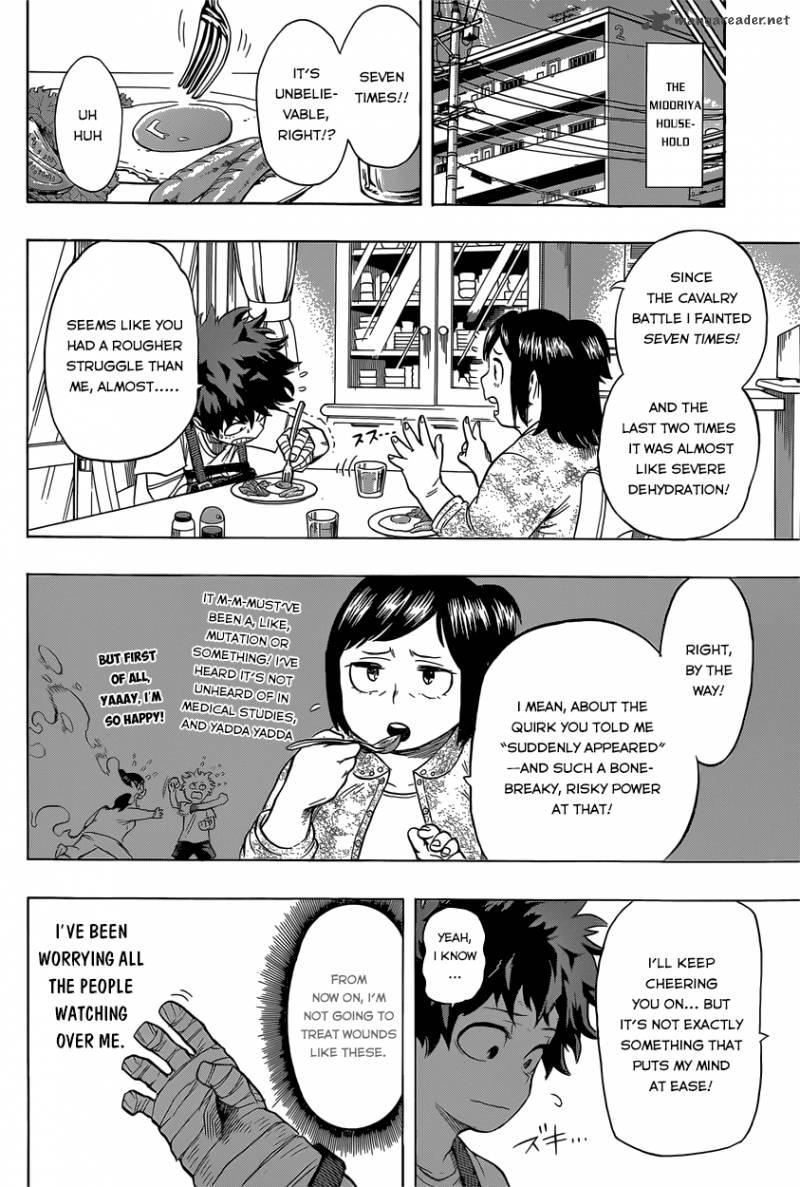 mangareader.net
2
THE
MIDORIYA
HOUSE-
HOLD
SEVEN
TIMES!!
IT'S
UNBELIE-
VABLE,
RIGHT!?
UH
HUH
SINCE
THE CAVALRY
BATTLE I FAINTED
SEVEN TIMES!
AND THE
LAST TWO TIMES
IT WAS ALMOST
LIKE SEVERE
DEHYDRATION!
ズズ……
SEEMS LIKE YOU
HAD A ROUGHER
STRUGGLE THAN
ME, ALMOST.....
RIGHT,
BY THE
WAY!
I MEAN, ABOUT THE
QUIRK YOU TOLD ME
"SUDDENLY APPEARED"
--AND SUCH A BONE-
BREAKY, RISKY POWER
AT THAT!
IT M-M-MUST'VE
BEEN A, LIKE,
MUTATION OR
SOMETHING! I'VE
HEARD IT'S NOT
UNHEARD OF IN
MEDICAL STUDIES,
AND YADDA YADDA
BUT FIRST
OF ALL,
YAAAY, I'M
SO HAPPY!
I'LL KEEP
CHEERING
YOU ON... BUT
IT'S NOT EXACTLY
SOMETHING THAT
PUTS MY MIND
AT EASE!
YEAH,
I KNOW
...
ズキ…
FROM
NOW ON, I'M
NOT GOING TO
TREAT WOUNDS
LIKE THESE.
I'VE BEEN
WORRYING ALL
THE PEOPLE
WATCHING
OVER ME.